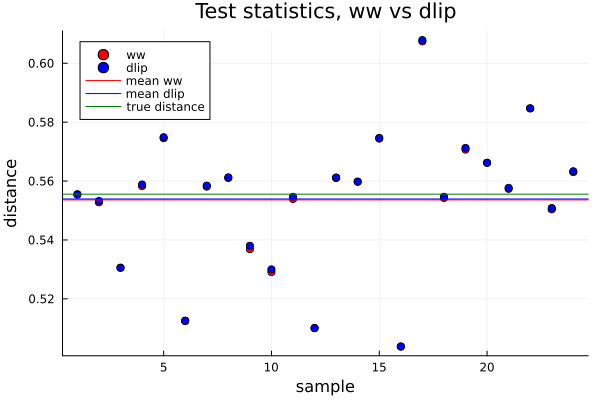 Test statistics, ww vs dlip
ww
dlip
mean ww
mean dlip
true distance
distance
0.60
0.58
0.56
0.54
0.52
5 10 15 20
sample